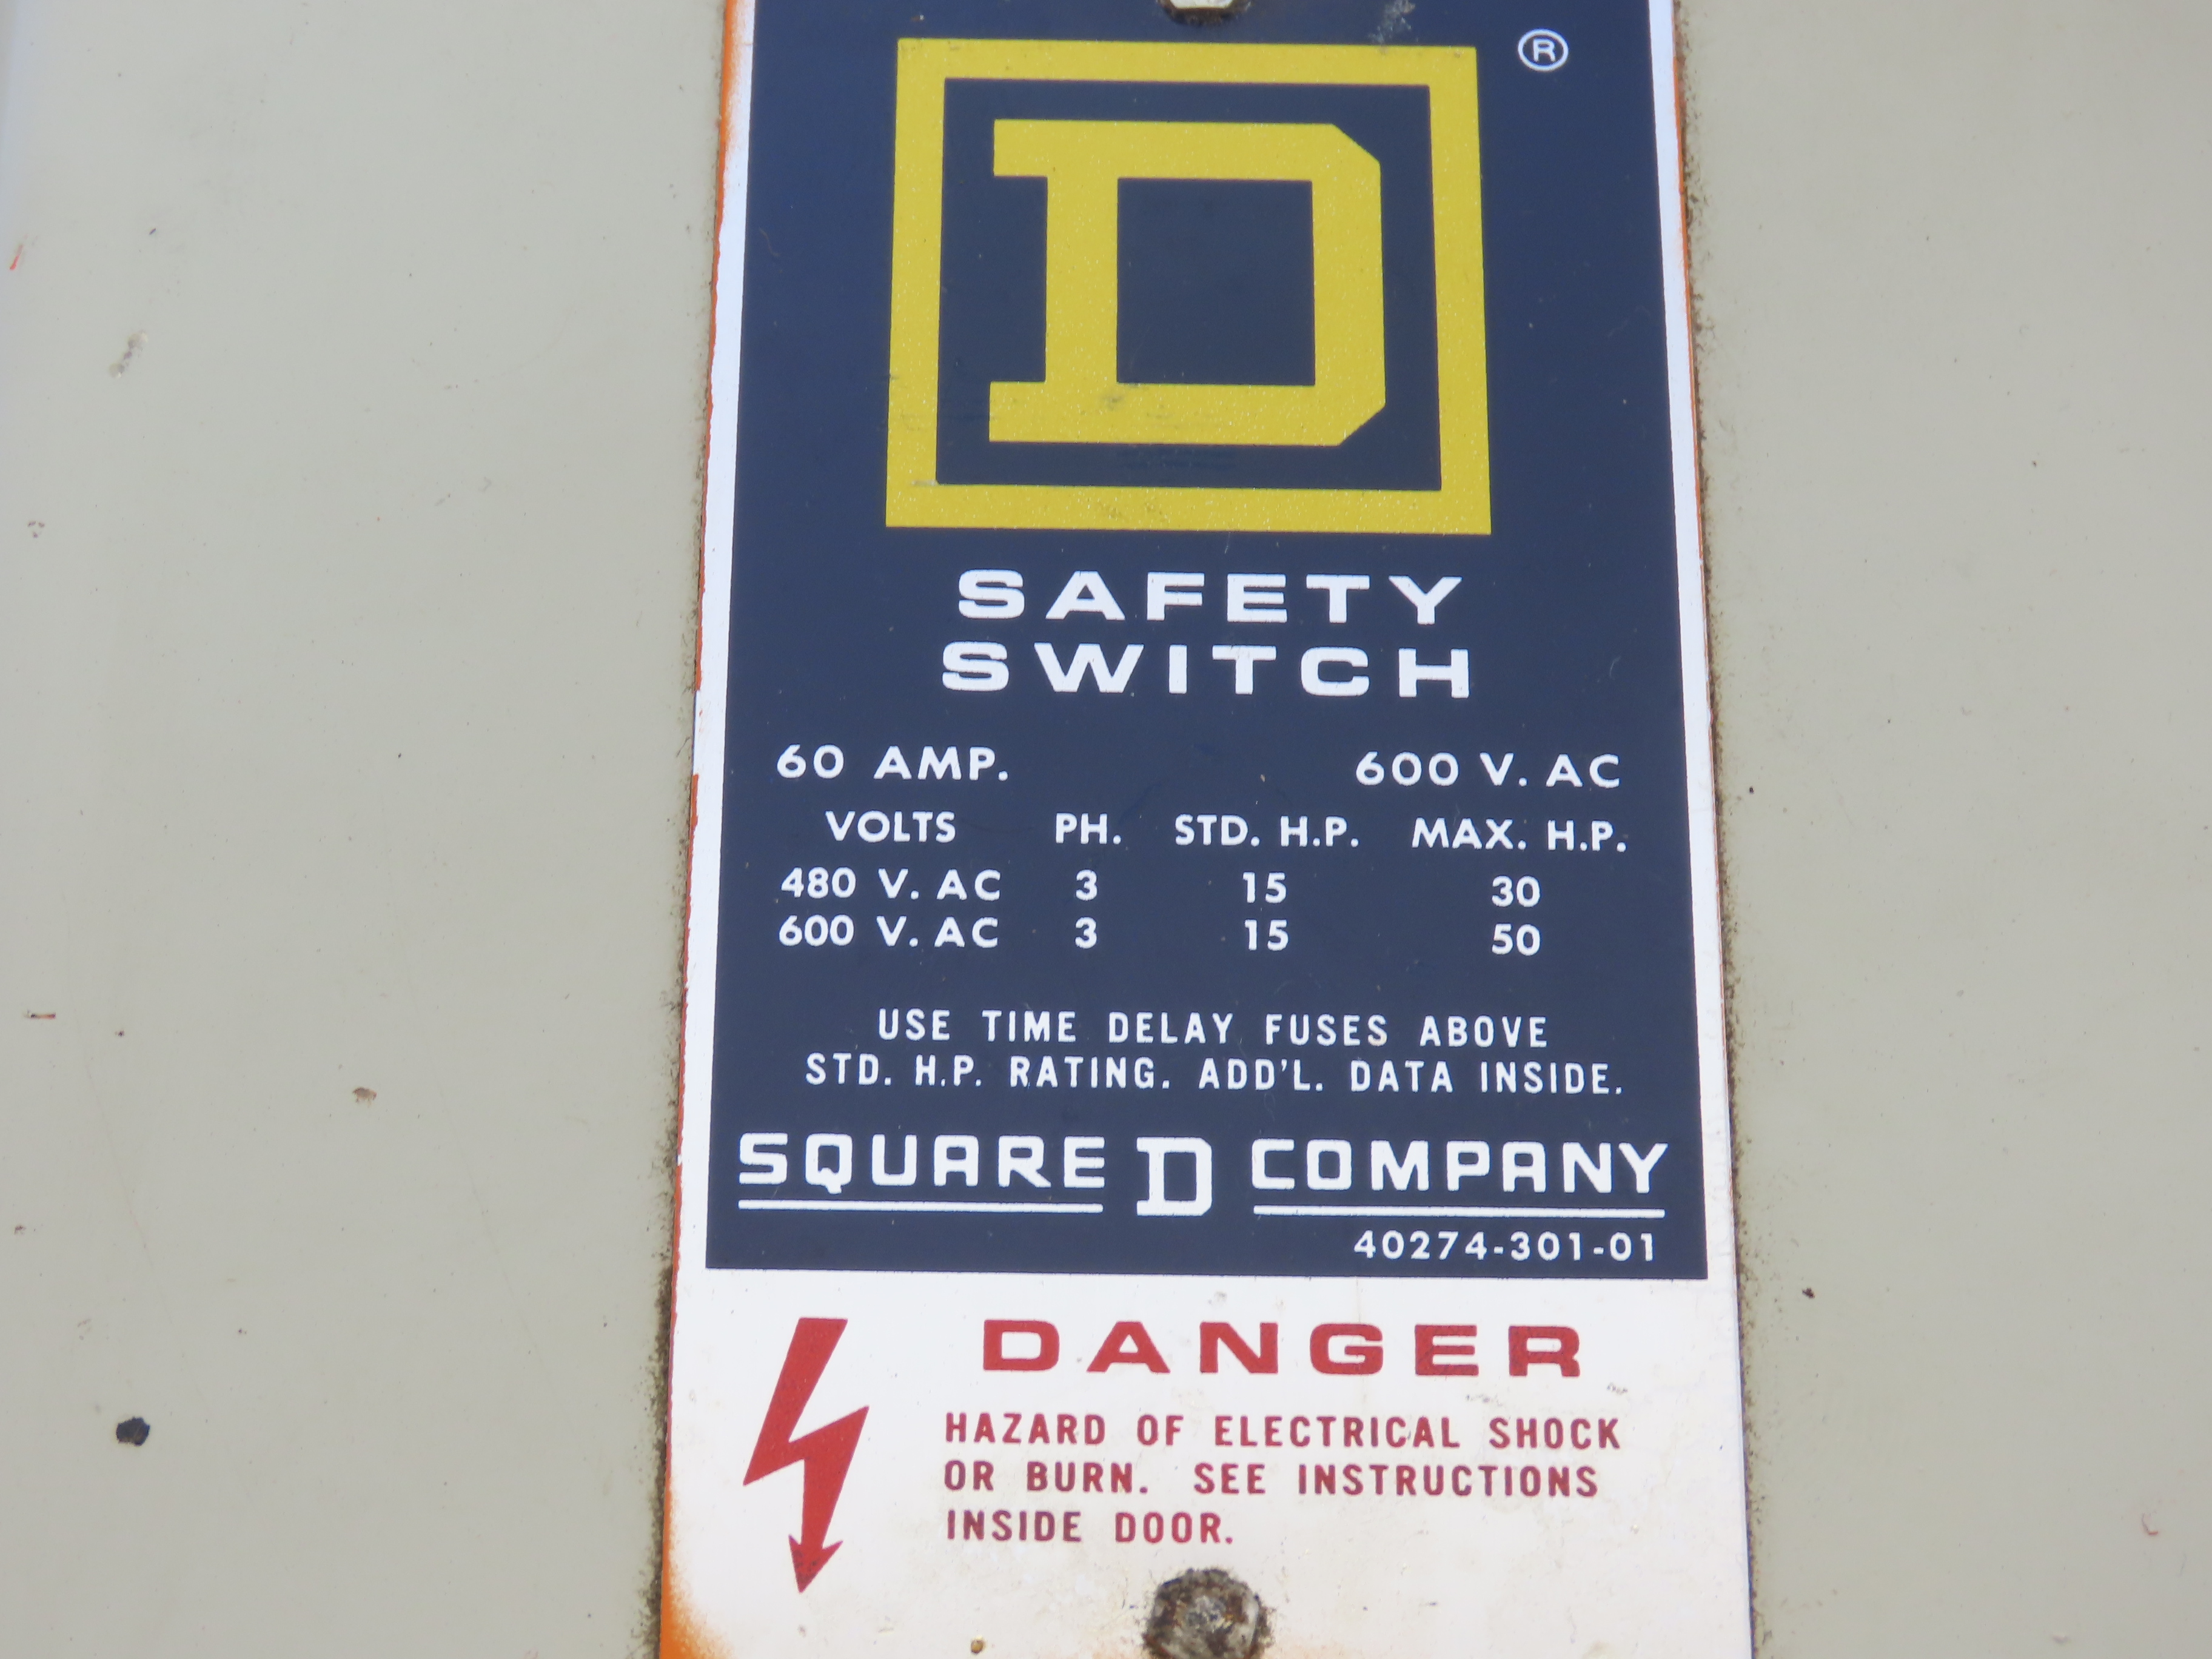 ®
D
SAFETY
SWITCH
60 AMP. 600 V. AC
VOLTS PH. STD. H.P. MAX. H.P.
480 V. AC 3 15 30
600 V. AC 3 15 50
USE TIME DELAY FUSES ABOVE
STD. H.P. RATING. ADD'L. DATA INSIDE.
SQUARE D COMPANY
40274-301-01
DANGER
HAZARD OF ELECTRICAL SHOCK
OR BURN. SEE INSTRUCTIONS
INSIDE DOOR.